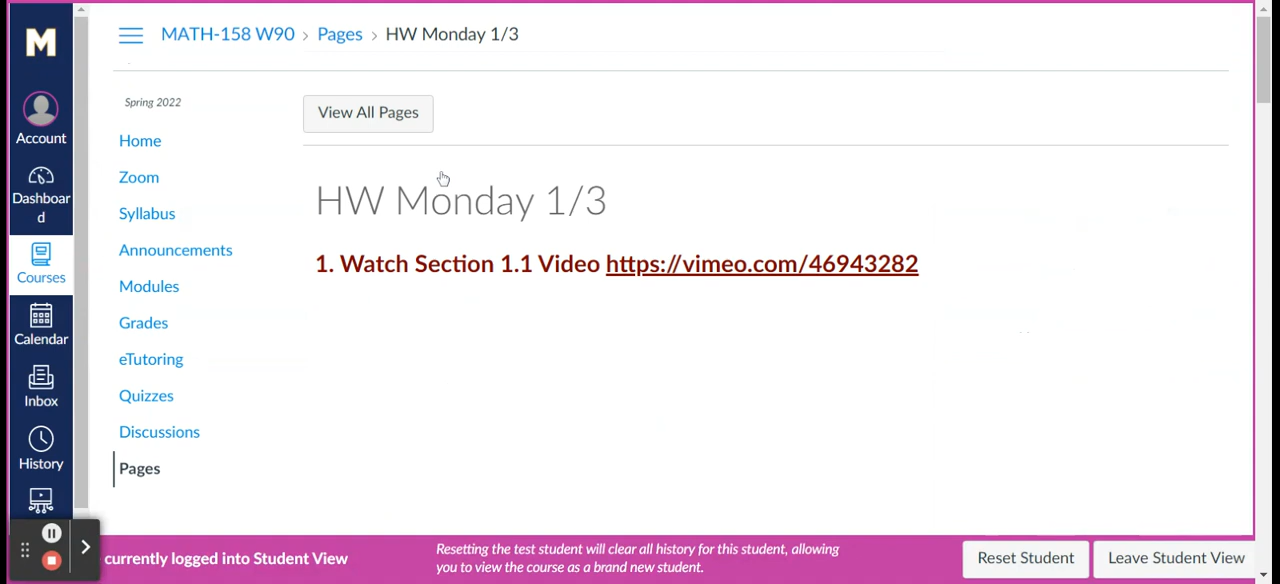 M
Account
Dashboar
d
Courses
Calendar
Inbox
History
MATH-158 W90 › Pages › HW Monday 1/3
Spring 2022
Home
Zoom
Syllabus
Announcements
Modules
Grades
eTutoring
Quizzes
Discussions
Pages
View All Pages
HW Monday 1/3
1. Watch Section 1.1 Video https://vimeo.com/46943282
currently logged into Student View
Resetting the test student will clear all history for this student, allowing
you to view the course as a brand new student.
Reset Student
Leave Student View